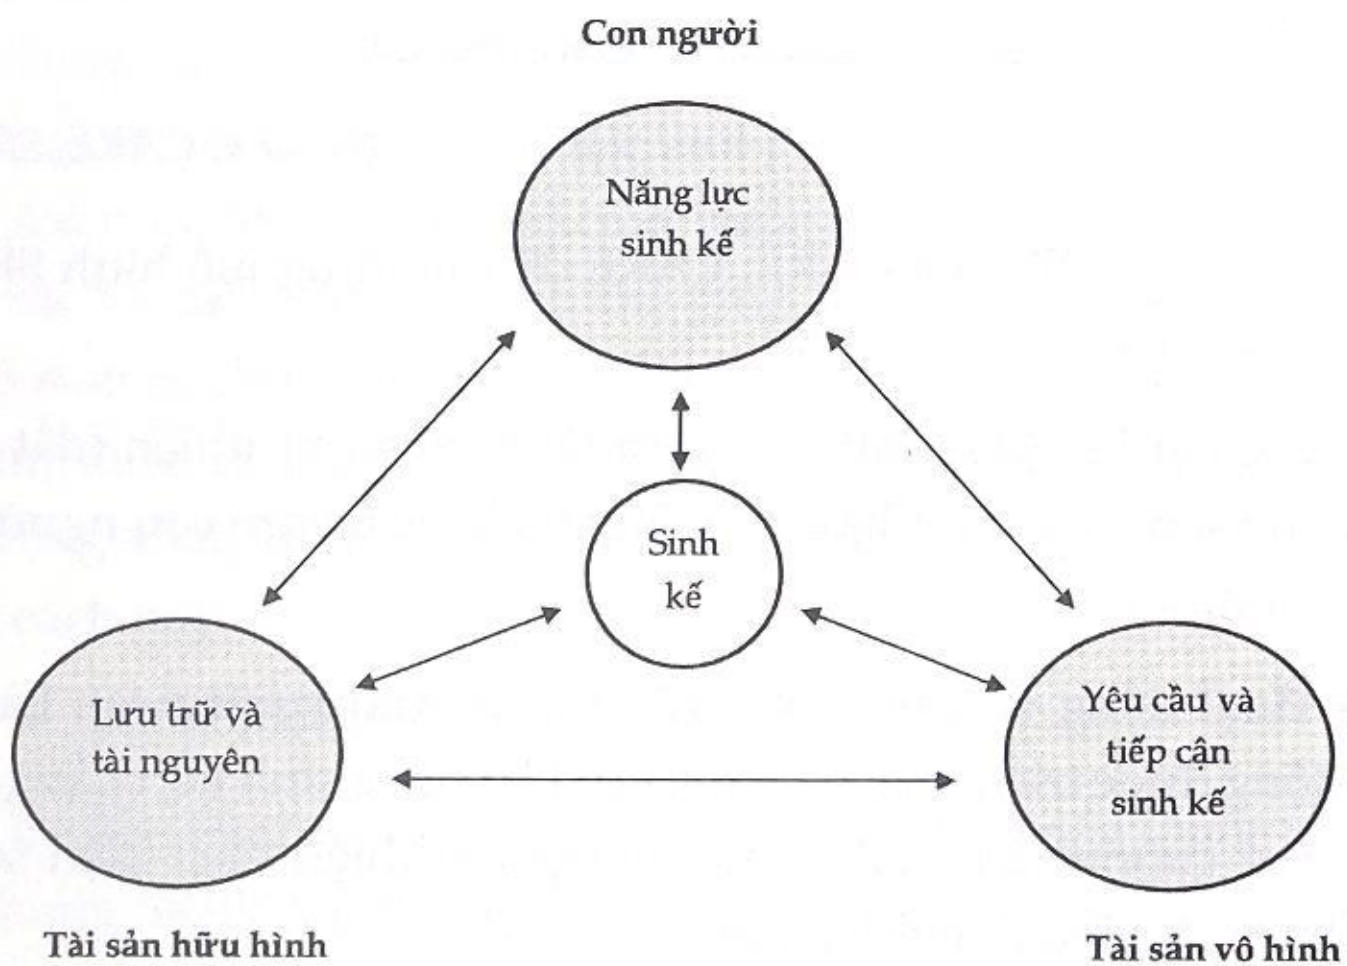 Con người
Năng lực
sinh kế
Sinh
kế
Lưu trữ và
tài nguyên
Yêu cầu và
tiếp cận
sinh kế
Tài sản hữu hình
Tài sản vô hình